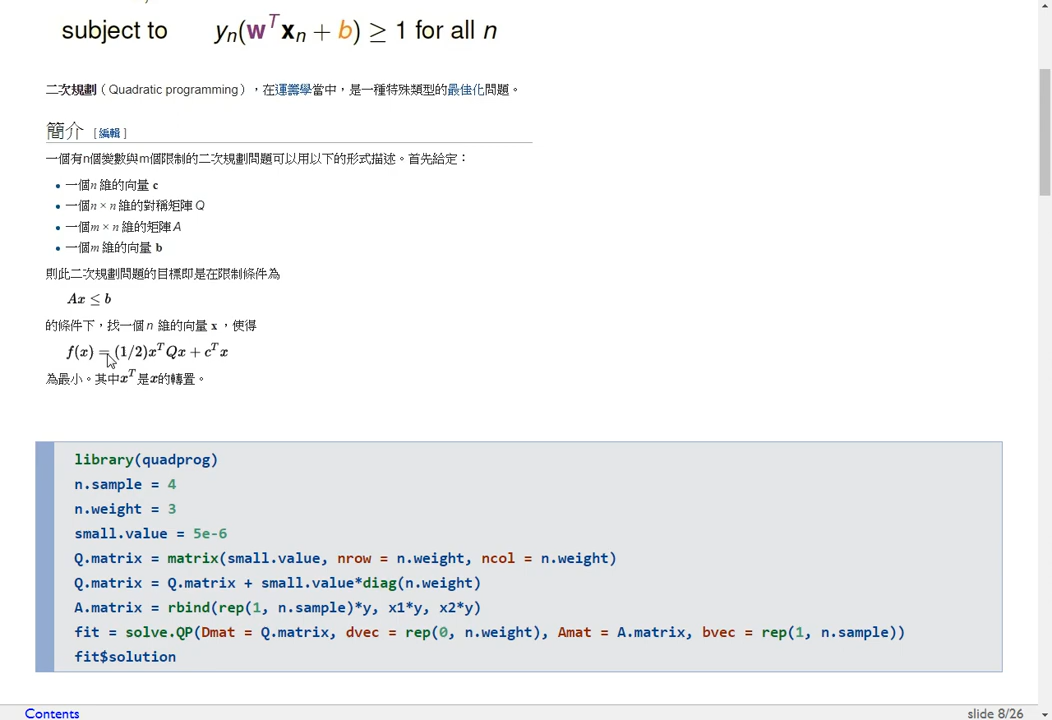 subject to y_n(w^T x_n + b) ≥ 1 for all n
二次規劃（Quadratic programming），在運籌學當中，是一種特殊類型的最佳化問題。
簡介 [編輯]
一個有n個變數與m個限制的二次規劃問題可以用以下的形式描述。首先給定：
• 一個n 維的向量 c
• 一個n × n 維的對稱矩陣 Q
• 一個m × n 維的矩陣 A
• 一個m 維的向量 b
則此二次規劃問題的目標即是在限制條件為
Ax ≤ b
的條件下，找一個 n 維的向量 x ，使得
f(x) = (1/2)x^T Qx + c^T x
為最小。其中x^T 是x的轉置。
library(quadprog)
n.sample = 4
n.weight = 3
small.value = 5e-6
Q.matrix = matrix(small.value, nrow = n.weight, ncol = n.weight)
Q.matrix = Q.matrix + small.value*diag(n.weight)
A.matrix = rbind(rep(1, n.sample)*y, x1*y, x2*y)
fit = solve.QP(Dmat = Q.matrix, dvec = rep(0, n.weight), Amat = A.matrix, bvec = rep(1, n.sample))
fit$solution
Contents
slide 8/26